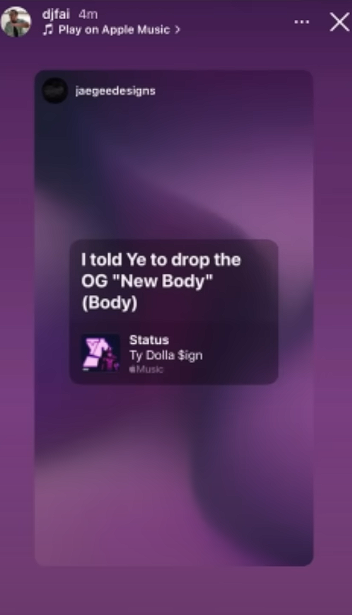 djfai 4m
Play on Apple Music >
jaegeedesigns
I told Ye to drop the
OG "New Body"
(Body)
Status
Ty Dolla $ign
Music